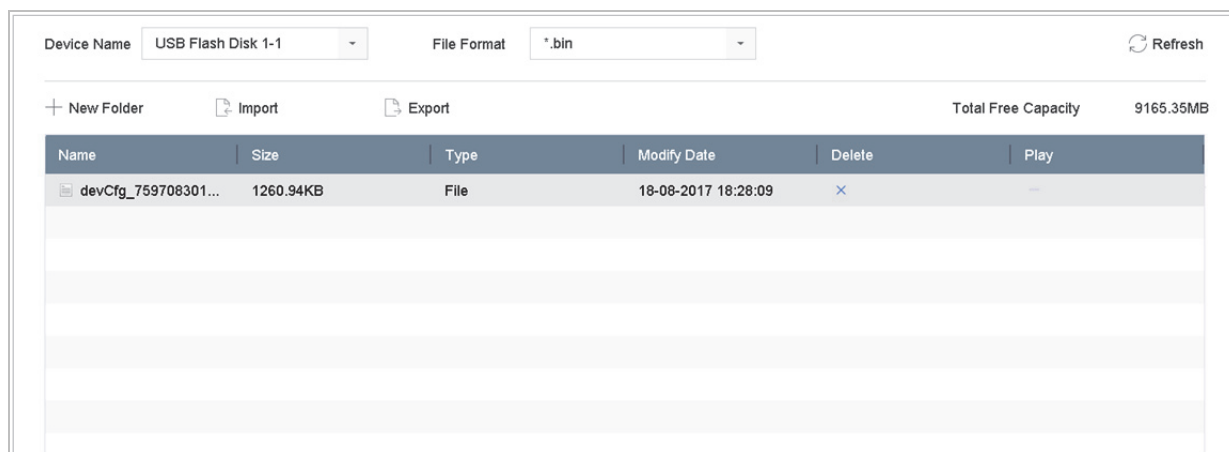 Device Name USB Flash Disk 1-1 File Format *.bin Refresh
New Folder Import Export Total Free Capacity 9165.35MB
Name Size Type Modify Date Delete Play
devCfg_759708301... 1260.94KB File 18-08-2017 18:28:09